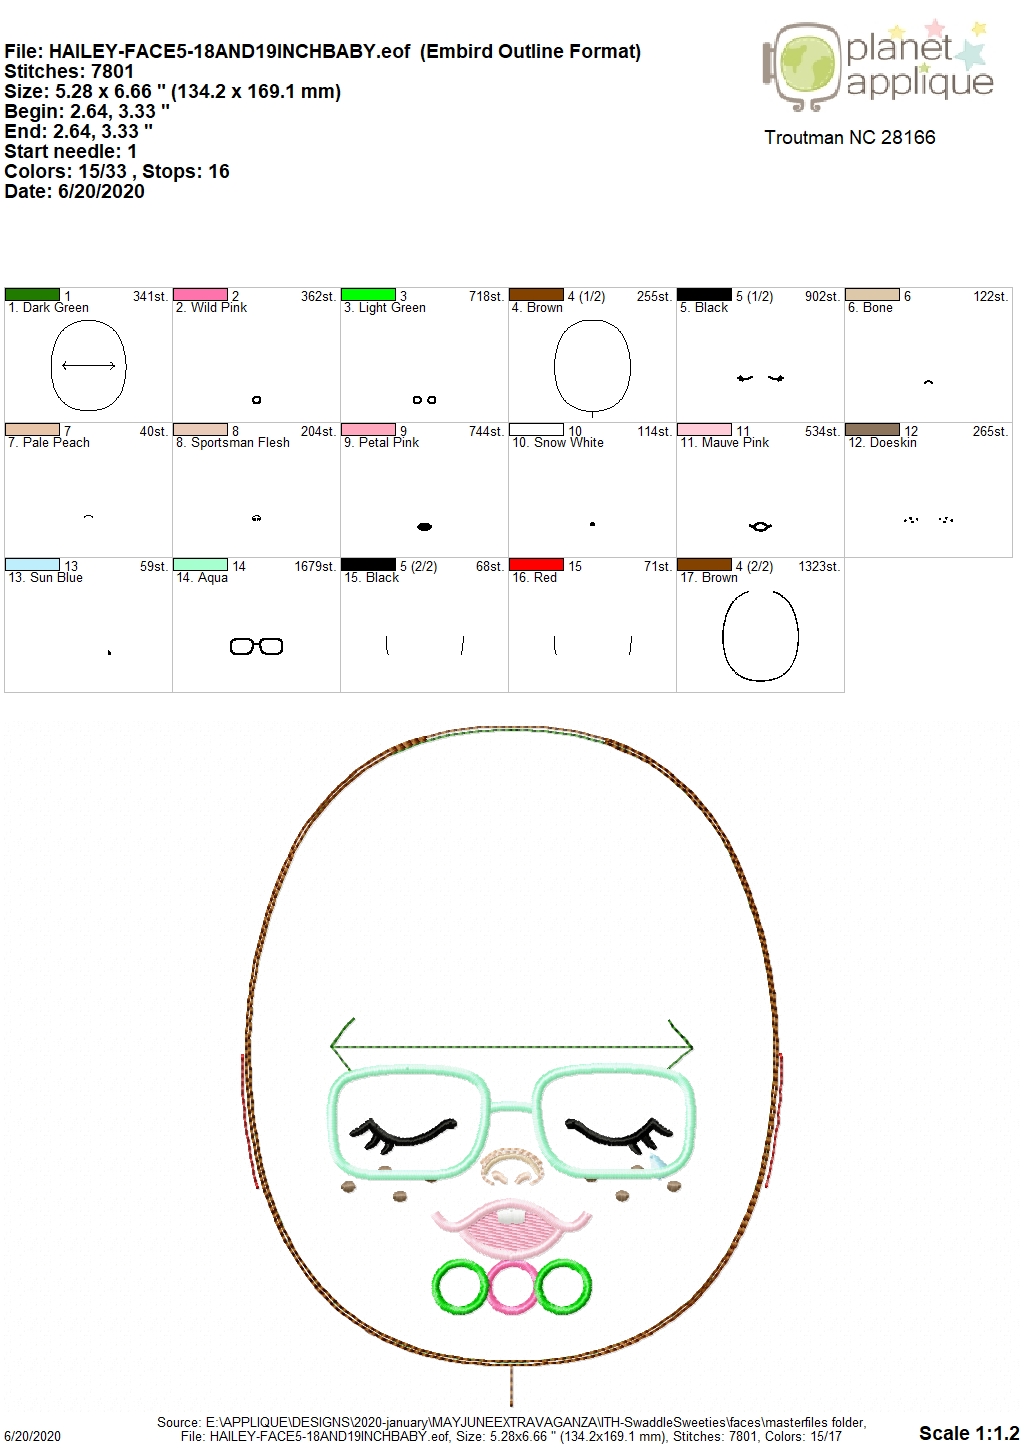 File: HAILEY-FACE5-18AND19INCHBABY.eof (Embird Outline Format)
Stitches: 7801
Size: 5.28 x 6.66 " (134.2 x 169.1 mm)
Begin: 2.64, 3.33 "
End: 2.64, 3.33 "
Start needle: 1
Colors: 15/33 , Stops: 16
Date: 6/20/2020
planet
applique
Troutman NC 28166
1 341st. 2 362st. 3 718st. 4 (1/2) 255st. 5 (1/2) 902st. 6 122st.
1. Dark Green 2. Wild Pink 3. Light Green 4. Brown 5. Black 6. Bone
7 40st. 8 204st. 9 744st. 10 114st. 11 534st. 12 265st.
7. Pale Peach 8. Sportsman Flesh 9. Petal Pink 10. Snow White 11. Mauve Pink 12. Doeskin
13 59st. 14 1679st. 5 (2/2) 68st. 15 71st. 4 (2/2) 1323st.
13. Sun Blue 14. Aqua 15. Black 16. Red 17. Brown
Source: E:\APPLIQUE\DESIGNS\2020-january\MAYJUNEEXTRAVAGANZA\ITH-SwaddleSweeties\faces\masterfiles folder,
6/20/2020 File: HAILEY-FACE5-18AND19INCHBABY.eof, Size: 5.28x6.66 " (134.2x169.1 mm), Stitches: 7801, Colors: 15/17 Scale 1:1.2